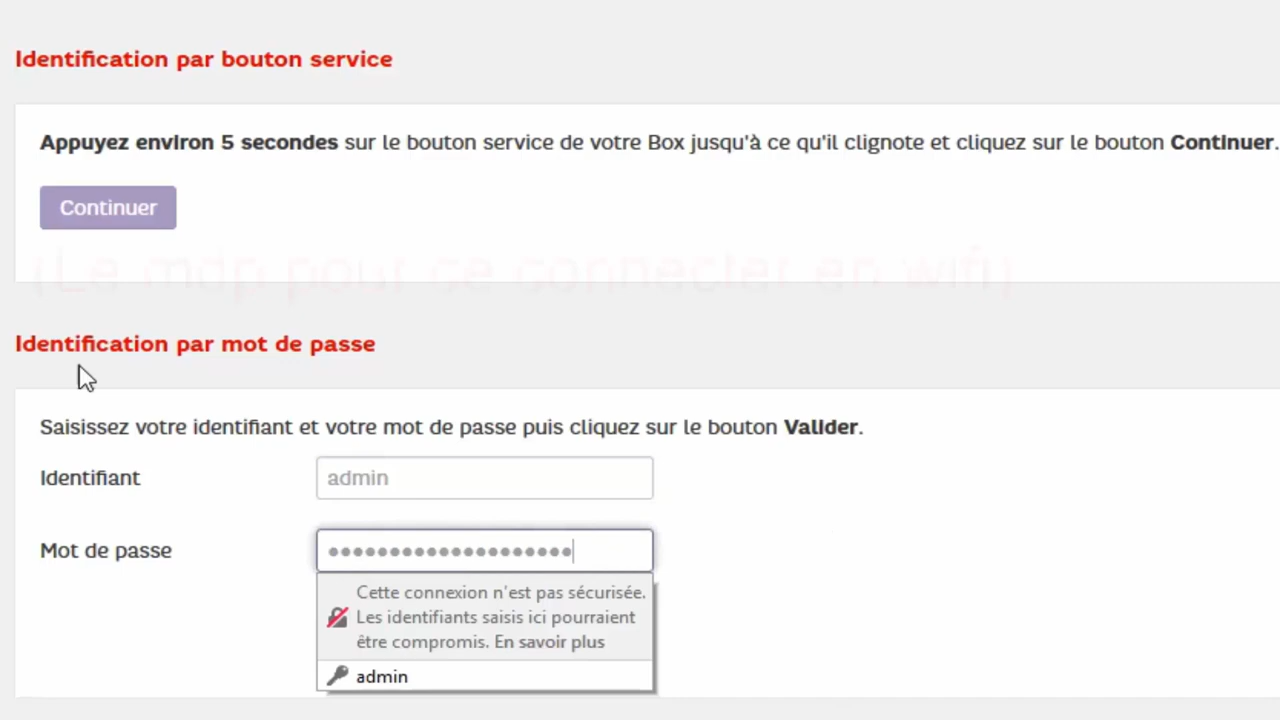 Identification par bouton service
Appuyez environ 5 secondes sur le bouton service de votre Box jusqu'à ce qu'il clignote et cliquez sur le bouton Continuer.
Continuer
(Le mdp pour ce connecter en wifi)
Identification par mot de passe
Saisissez votre identifiant et votre mot de passe puis cliquez sur le bouton Valider.
Identifiant
admin
Mot de passe
••••••••••••••••••••
Cette connexion n'est pas sécurisée.
Les identifiants saisis ici pourraient
être compromis. En savoir plus
admin